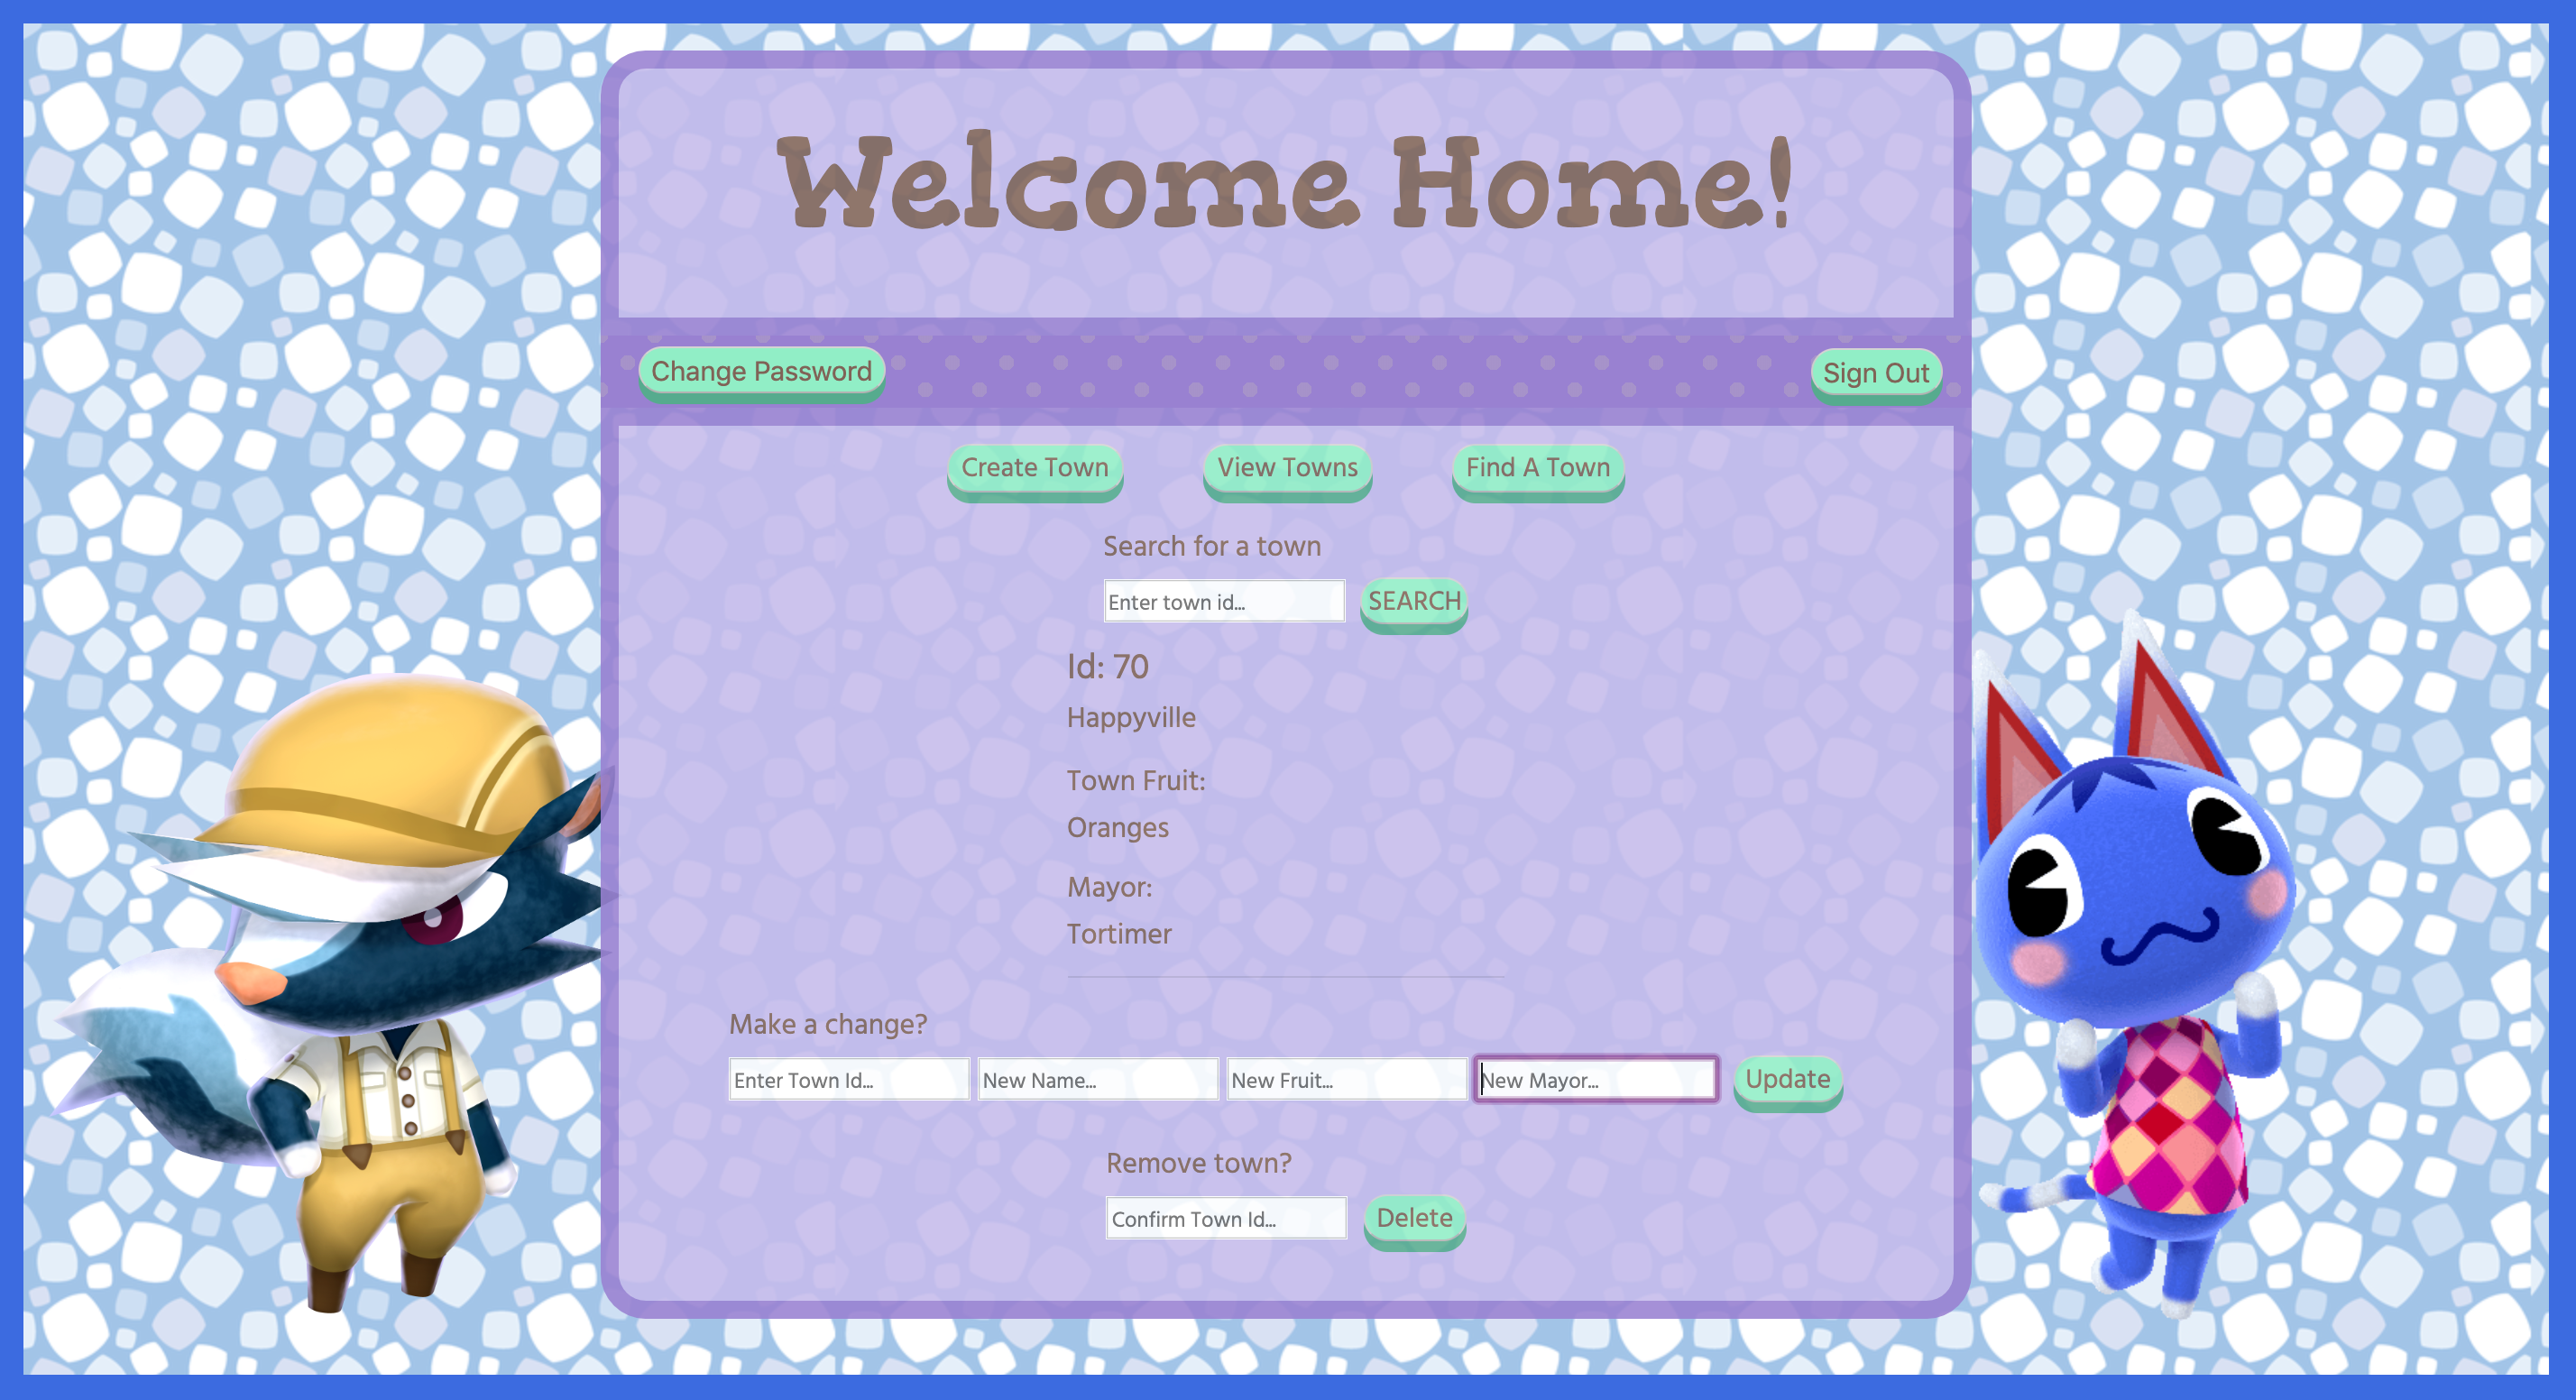 Welcome Home!
Change Password Sign Out
Create Town View Towns Find A Town
Search for a town
Enter town id... SEARCH
Id: 70
Happyville
Town Fruit:
Oranges
Mayor:
Tortimer
Make a change?
Enter Town Id... New Name... New Fruit... New Mayor... Update
Remove town?
Confirm Town Id... Delete